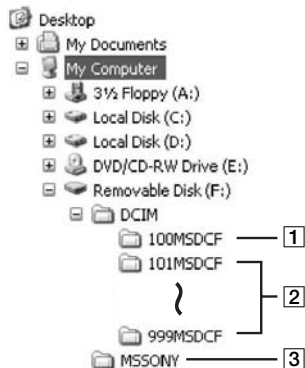 Desktop
My Documents
My Computer
3½ Floppy (A:)
Local Disk (C:)
Local Disk (D:)
DVD/CD-RW Drive (E:)
Removable Disk (F:)
DCIM
100MSDCF 1
101MSDCF
2
999MSDCF
MSSONY 3